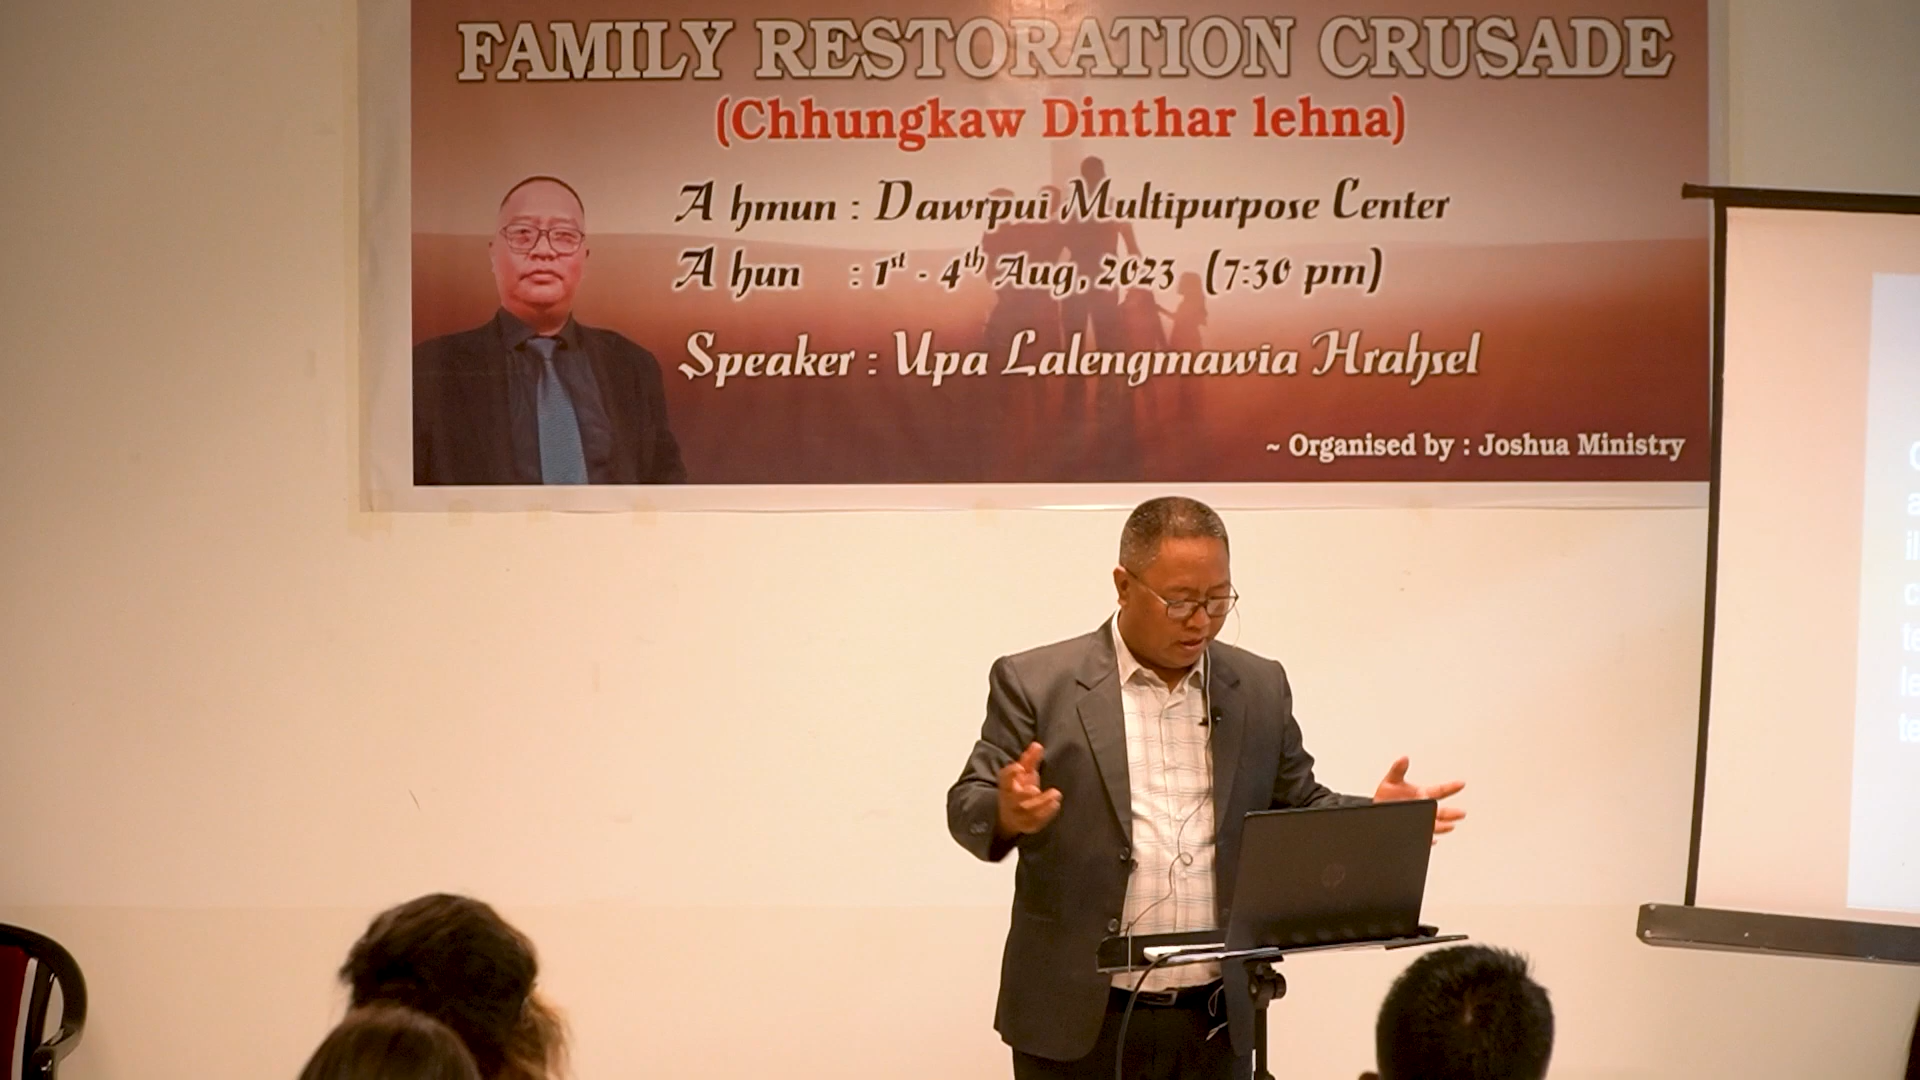 FAMILY RESTORATION CRUSADE
(Chhungkaw Dinthar lehna)
A hmun : Dawrpui Multipurpose Center
A hun : 1st - 4th Aug, 2023 (7:30 pm)
Speaker : Upa Lalengmawia Hrahsel
~ Organised by : Joshua Ministry
hp